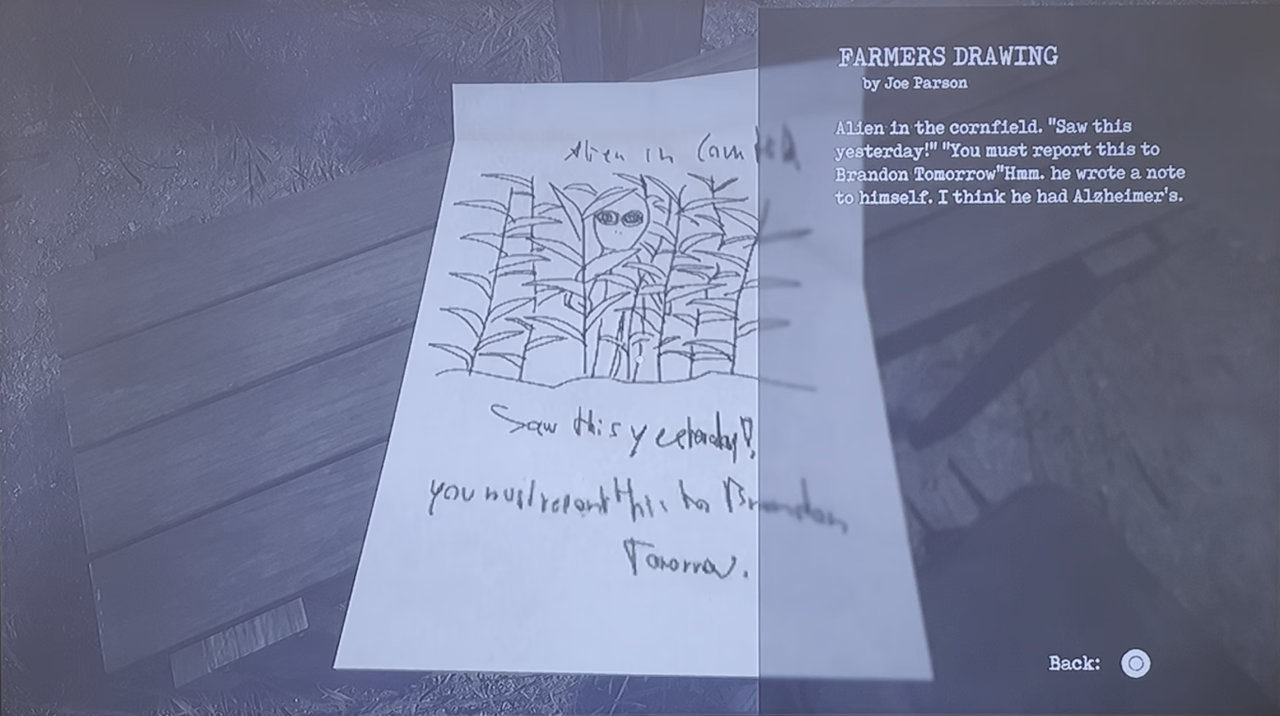 Alien in Cornfield
Saw this yesterday!
you must report this to Brandon
Tomorrow.
FARMERS DRAWING
by Joe Parson
Alien in the cornfield. "Saw this
yesterday!" "You must report this to
Brandon Tomorrow"Hmm. he wrote a note
to himself. I think he had Alzheimer's.
Back: